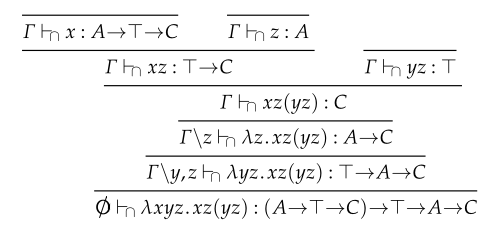 Γ ⊢∩ x : A→⊤→C Γ ⊢∩ z : A
Γ ⊢∩ xz : ⊤→C Γ ⊢∩ yz : ⊤
Γ ⊢∩ xz(yz) : C
Γ\z ⊢∩ λz.xz(yz) : A→C
Γ\y,z ⊢∩ λyz.xz(yz) : ⊤→A→C
∅ ⊢∩ λxyz.xz(yz) : (A→⊤→C)→⊤→A→C